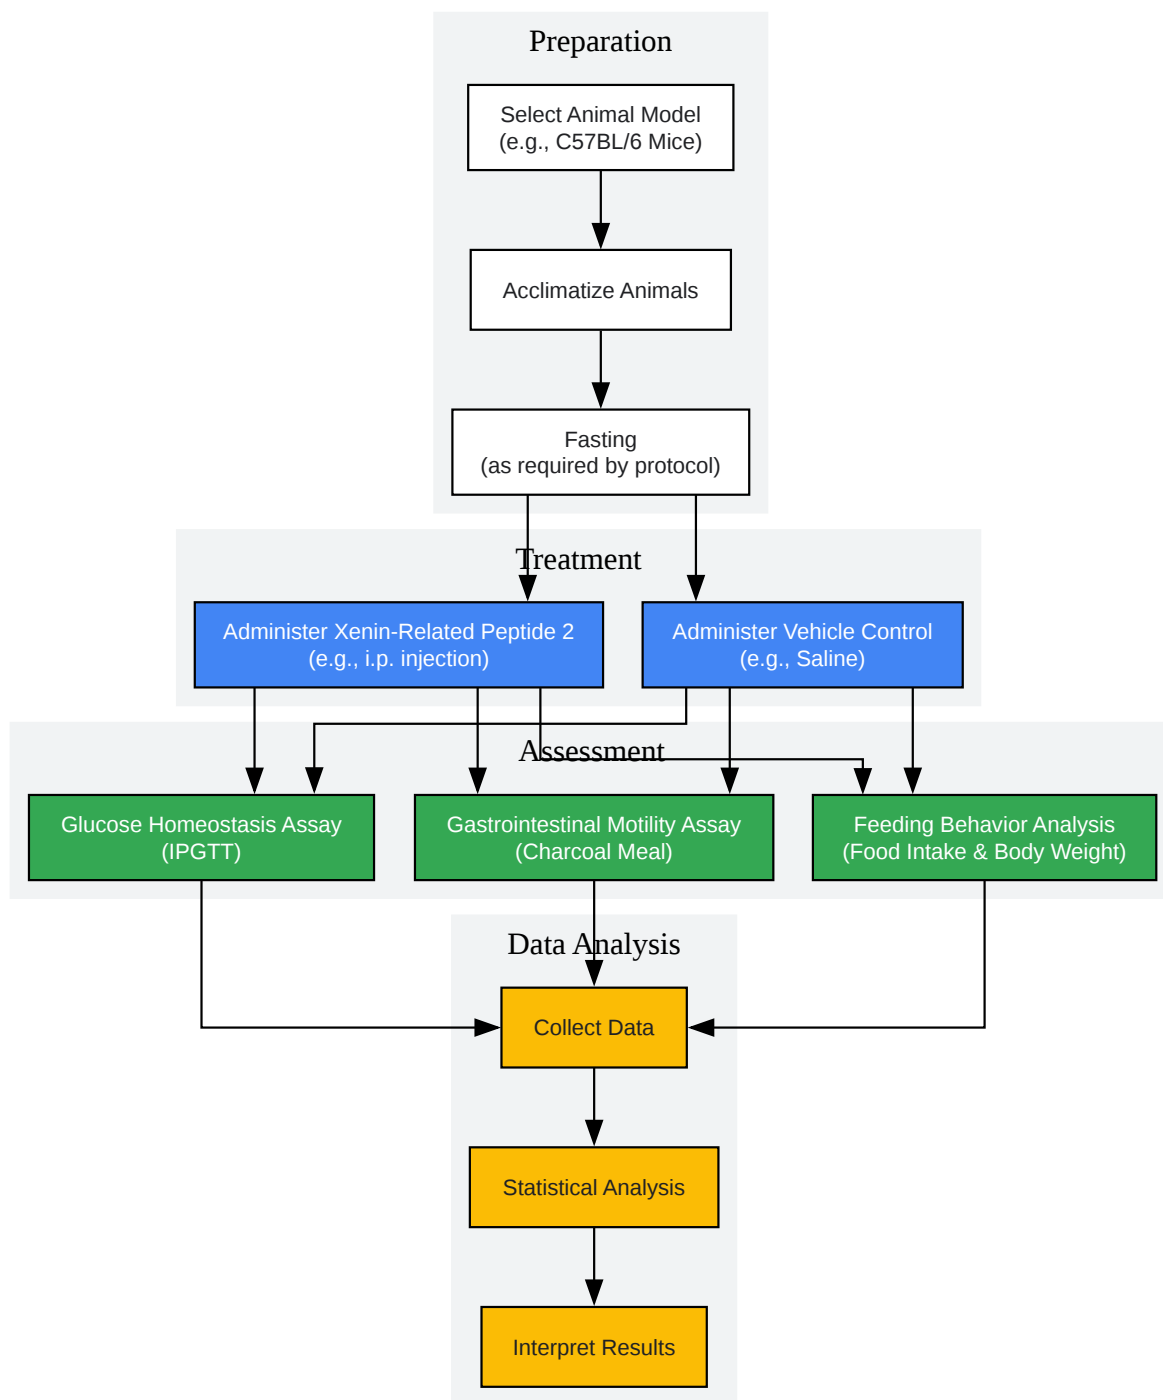 Preparation
Select Animal Model
(e.g., C57BL/6 Mice)
Acclimatize Animals
Fasting
(as required by protocol)
Treatment
Administer Xenin-Related Peptide 2
(e.g., i.p. injection)
Administer Vehicle Control
(e.g., Saline)
Assessment
Glucose Homeostasis Assay
(IPGTT)
Gastrointestinal Motility Assay
(Charcoal Meal)
Feeding Behavior Analysis
(Food Intake & Body Weight)
Data Analysis
Collect Data
Statistical Analysis
Interpret Results